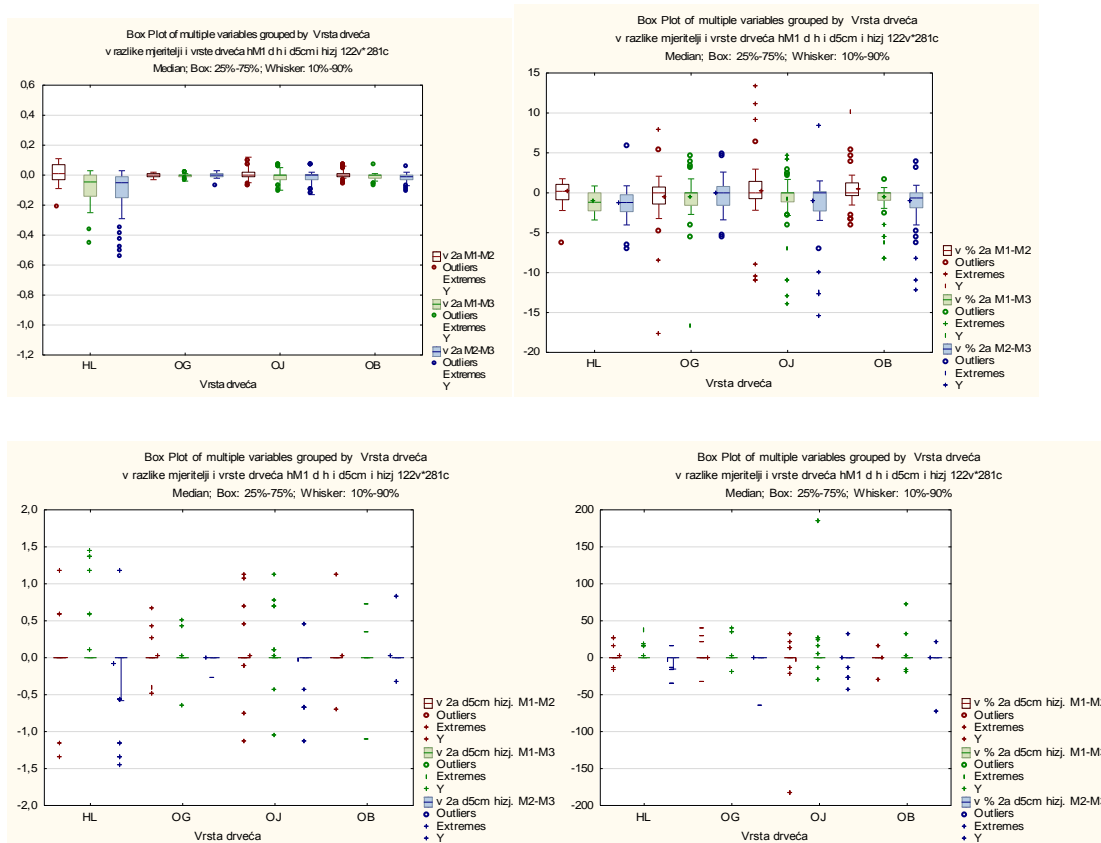 Box Plot of multiple variables grouped by Vrsta drveća
v razlike mjeritelji i vrste drveća hM1 d h i d5cm i hizj 122v*281c
Median; Box: 25%-75%; Whisker: 10%-90%
0,6
0,4
0,2
0,0
-0,2
-0,4
-0,6
-0,8
-1,0
-1,2
HL OG OJ OB
Vrsta drveća
v 2a M1-M2
Outliers
Extremes
Y
v 2a M1-M3
Outliers
Extremes
Y
v 2a M2-M3
Outliers
Extremes
Y
Box Plot of multiple variables grouped by Vrsta drveća
v razlike mjeritelji i vrste drveća hM1 d h i d5cm i hizj 122v*281c
Median; Box: 25%-75%; Whisker: 10%-90%
15
10
5
0
-5
-10
-15
-20
HL OG OJ OB
Vrsta drveća
v % 2a M1-M2
Outliers
Extremes
Y
v % 2a M1-M3
Outliers
Extremes
Y
v % 2a M2-M3
Outliers
Extremes
Y
Box Plot of multiple variables grouped by Vrsta drveća
v razlike mjeritelji i vrste drveća hM1 d h i d5cm i hizj 122v*281c
Median; Box: 25%-75%; Whisker: 10%-90%
2,0
1,5
1,0
0,5
0,0
-0,5
-1,0
-1,5
-2,0
HL OG OJ OB
Vrsta drveća
v 2a d5cm hizj. M1-M2
Outliers
Extremes
Y
v 2a d5cm hizj. M1-M3
Outliers
Extremes
Y
v 2a d5cm hizj. M2-M3
Outliers
Extremes
Y
Box Plot of multiple variables grouped by Vrsta drveća
v razlike mjeritelji i vrste drveća hM1 d h i d5cm i hizj 122v*281c
Median; Box: 25%-75%; Whisker: 10%-90%
200
150
100
50
0
-50
-100
-150
-200
HL OG OJ OB
Vrsta drveća
v % 2a d5cm hizj. M1-M
Outliers
Extremes
Y
v % 2a d5cm hizj. M1-M
Outliers
Extremes
Y
v % 2a d5cm hizj. M2-M
Outliers
Extremes
Y